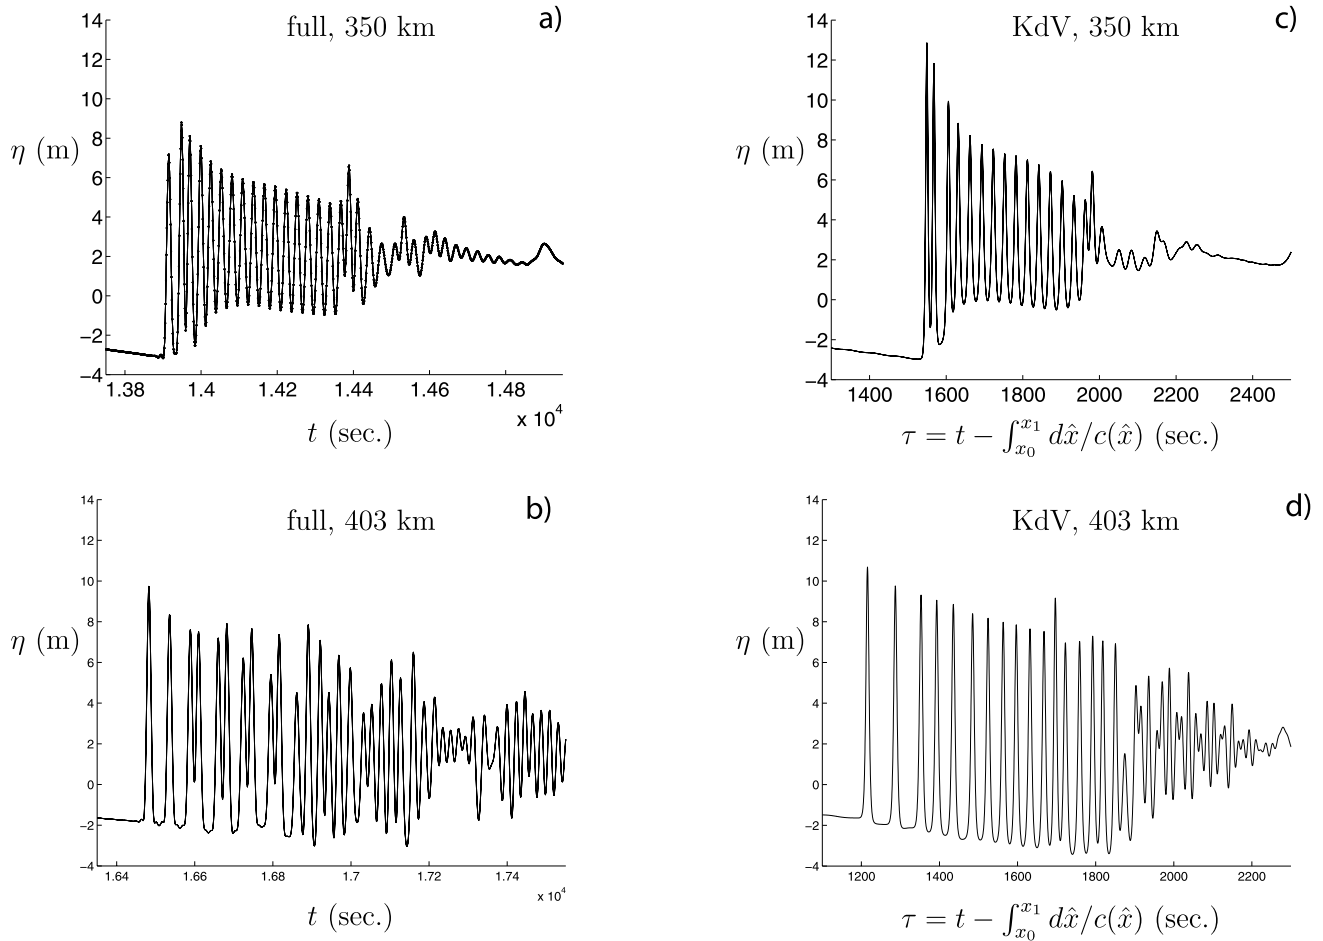 full, 350 km
a)
14
12
10
8
6
4
2
0
−2
−4
η (m)
1.38 1.4 1.42 1.44 1.46 1.48
x 10^4
t (sec.)
KdV, 350 km
c)
14
12
10
8
6
4
2
0
−2
−4
η (m)
1400 1600 1800 2000 2200 2400
τ = t − ∫_{x_0}^{x_1} dx̂/c(x̂) (sec.)
full, 403 km
b)
14
12
10
8
6
4
2
0
−2
−4
η (m)
1.64 1.66 1.68 1.7 1.72 1.74
x 10^4
t (sec.)
KdV, 403 km
d)
14
12
10
8
6
4
2
0
−2
−4
η (m)
1200 1400 1600 1800 2000 2200
τ = t − ∫_{x_0}^{x_1} dx̂/c(x̂) (sec.)